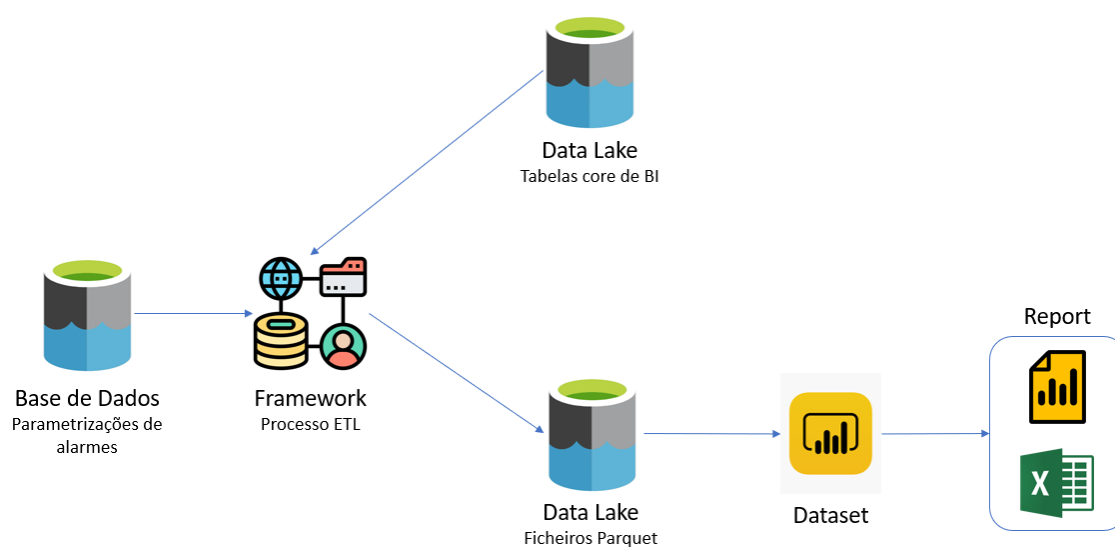 Data Lake
Tabelas core de BI
Base de Dados
Parametrizações de
alarmes
Framework
Processo ETL
Data Lake
Ficheiros Parquet
Dataset
Report
X